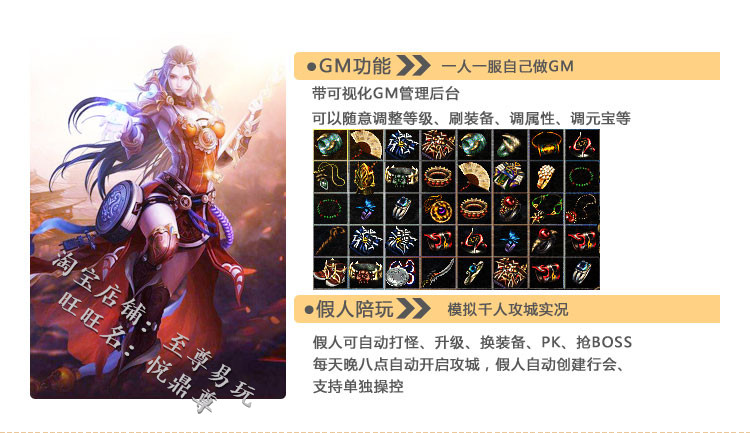 ●GM功能
一人一服自己做GM
带可视化GM管理后台
可以随意调整等级、刷装备、调属性、调元宝等
●假人陪玩
模拟千人攻城实况
假人可自动打怪、升级、换装备、PK、抢BOSS
每天晚八点自动开启攻城，假人自动创建行会、
支持单独操控
淘宝店铺：至尊易玩
旺旺名：悦鼎尊